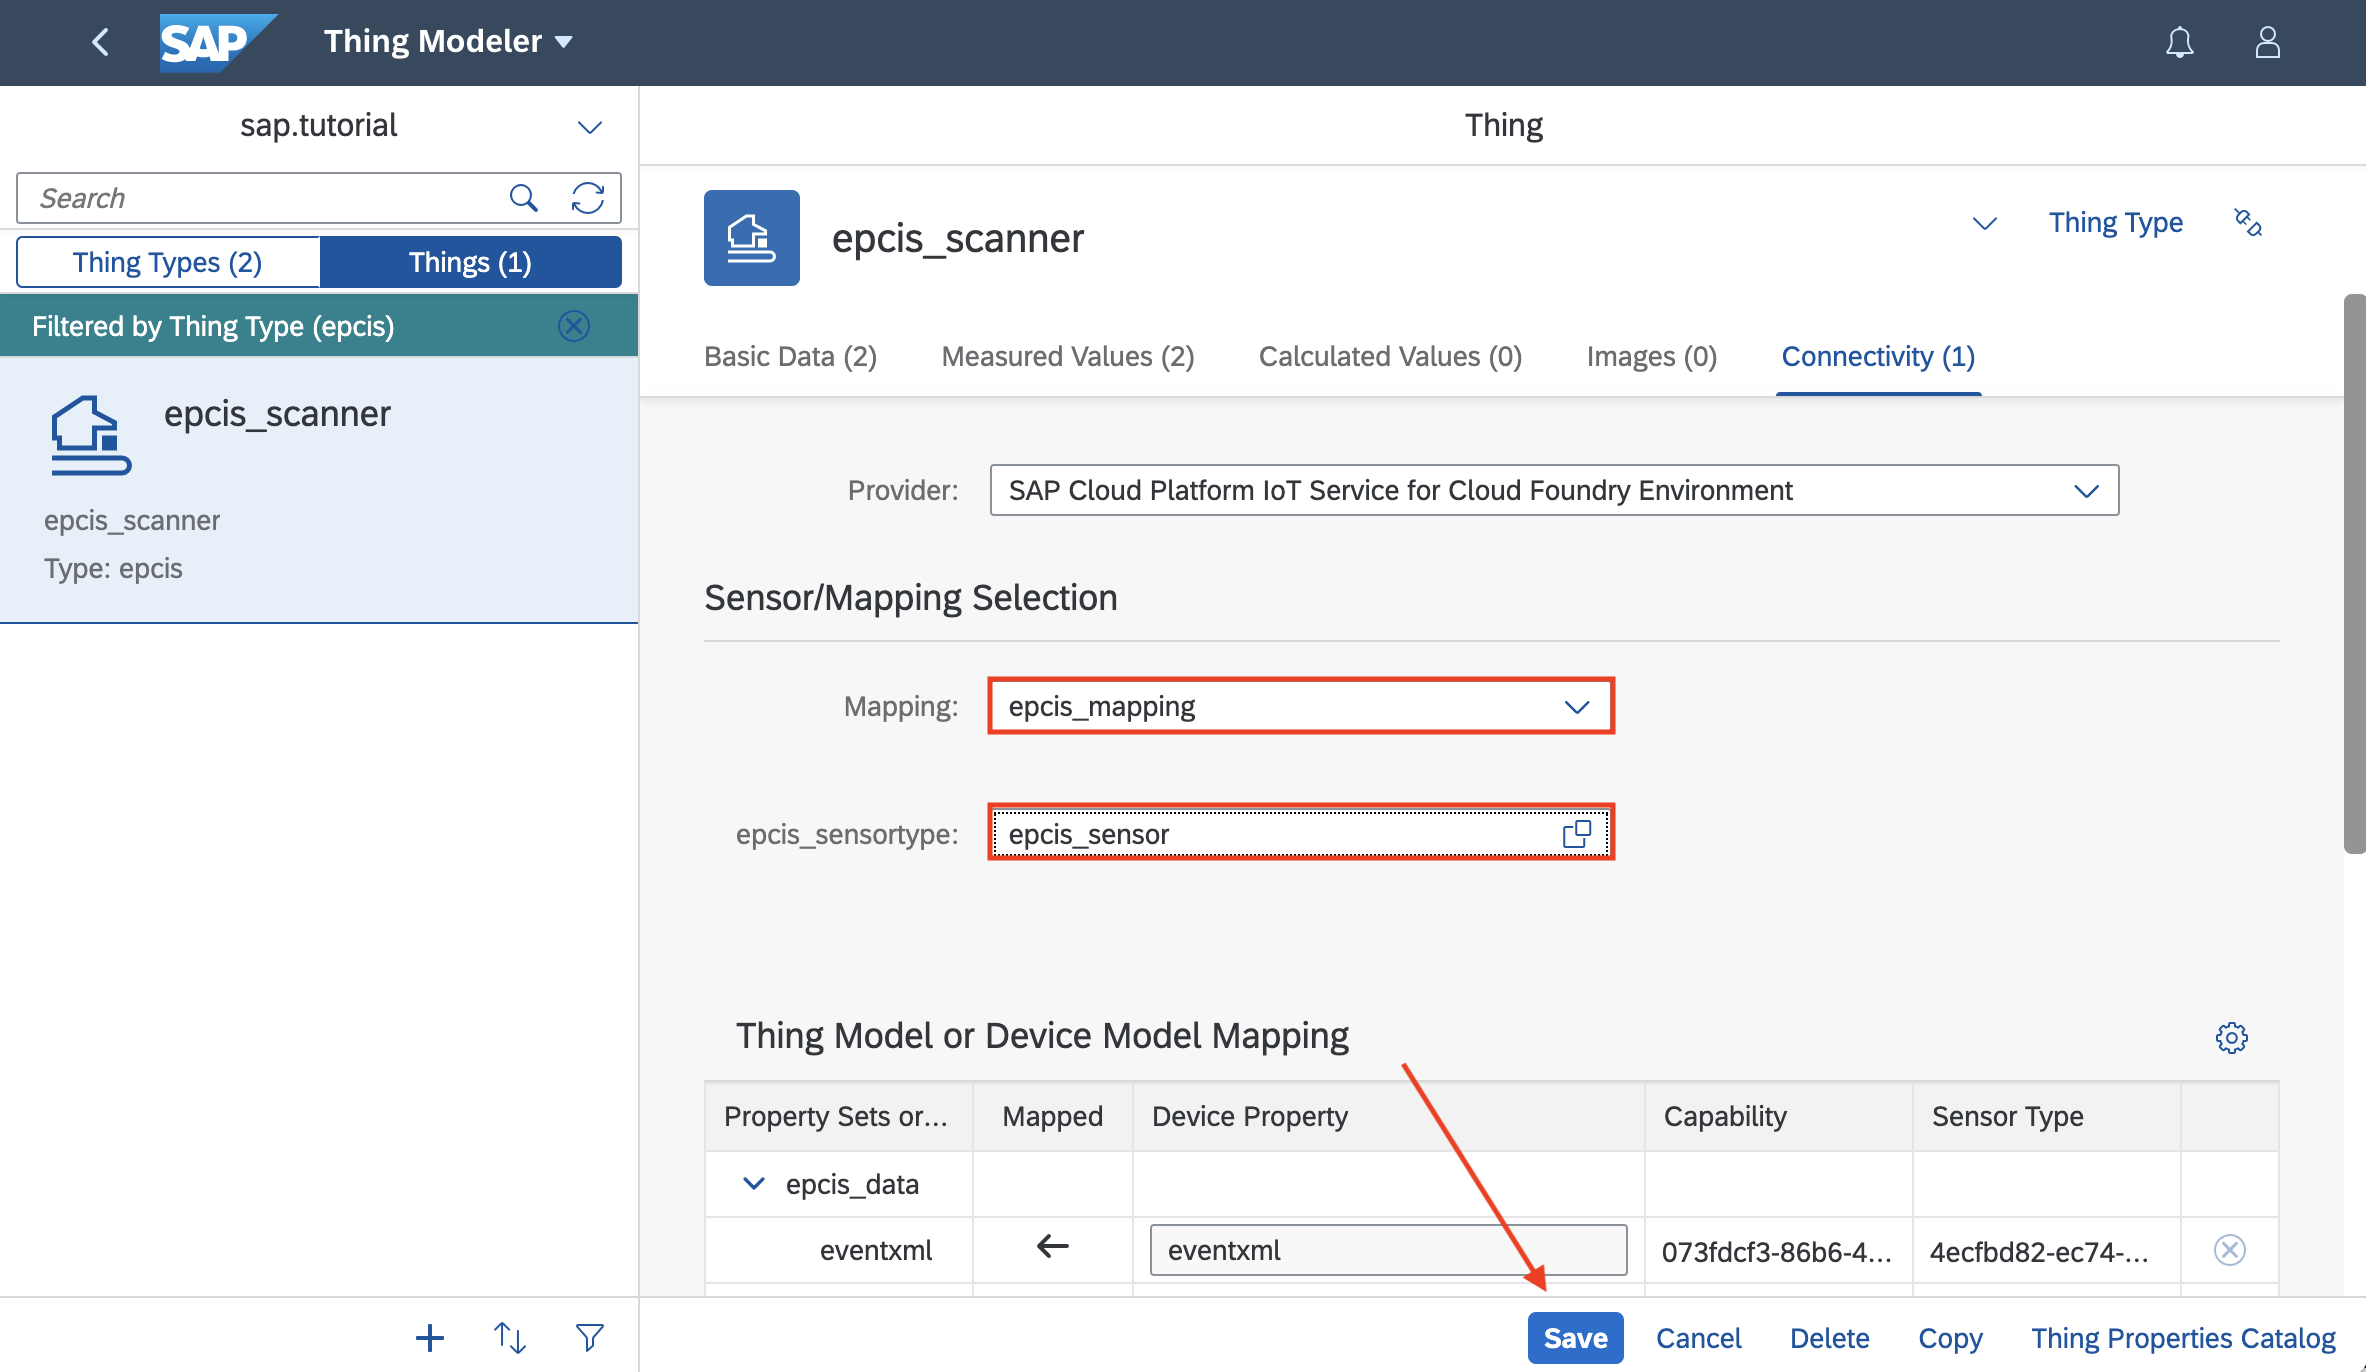 SAP Thing Modeler
sap.tutorial
Search
Thing Types (2) Things (1)
Filtered by Thing Type (epcis)
epcis_scanner
epcis_scanner
Type: epcis
Thing
epcis_scanner
Thing Type
Basic Data (2) Measured Values (2) Calculated Values (0) Images (0) Connectivity (1)
Provider: SAP Cloud Platform IoT Service for Cloud Foundry Environment
Sensor/Mapping Selection
Mapping: epcis_mapping
epcis_sensortype: epcis_sensor
Thing Model or Device Model Mapping
Property Sets or... Mapped Device Property Capability Sensor Type
epcis_data
eventxml eventxml 073fdcf3-86b6-4... 4ecfbd82-ec74-...
Save Cancel Delete Copy Thing Properties Catalog